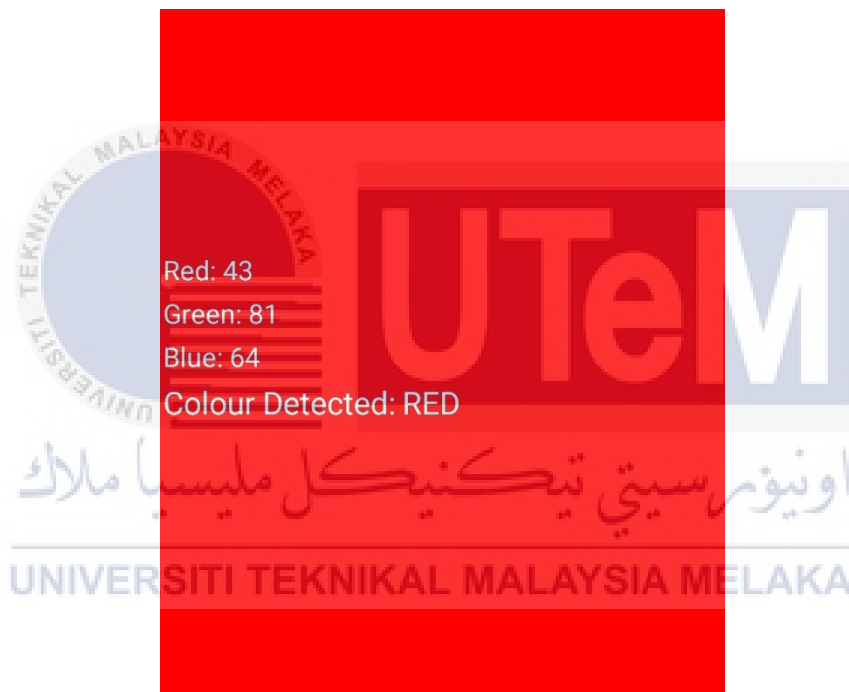 UNIVERSITI TEKNIKAL MALAYSIA MELAKA
UTeM
Red: 43
Green: 81
Blue: 64
Colour Detected: RED
اونيۏرسيتي تيكنيكل مليسيا ملاك
UNIVERSITI TEKNIKAL MALAYSIA MELAKA